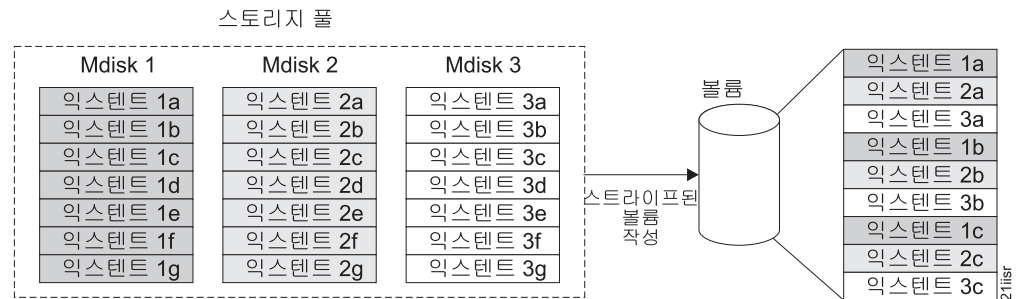 스토리지 풀
Mdisk 1
Mdisk 2
Mdisk 3
익스텐트 1a
익스텐트 2a
익스텐트 3a
익스텐트 1b
익스텐트 2b
익스텐트 3b
익스텐트 1c
익스텐트 2c
익스텐트 3c
익스텐트 1d
익스텐트 2d
익스텐트 3d
익스텐트 1e
익스텐트 2e
익스텐트 3e
익스텐트 1f
익스텐트 2f
익스텐트 3f
익스텐트 1g
익스텐트 2g
익스텐트 3g
스트라이프된
볼륨
작성
볼륨
익스텐트 1a
익스텐트 2a
익스텐트 3a
익스텐트 1b
익스텐트 2b
익스텐트 3b
익스텐트 1c
익스텐트 2c
익스텐트 3c